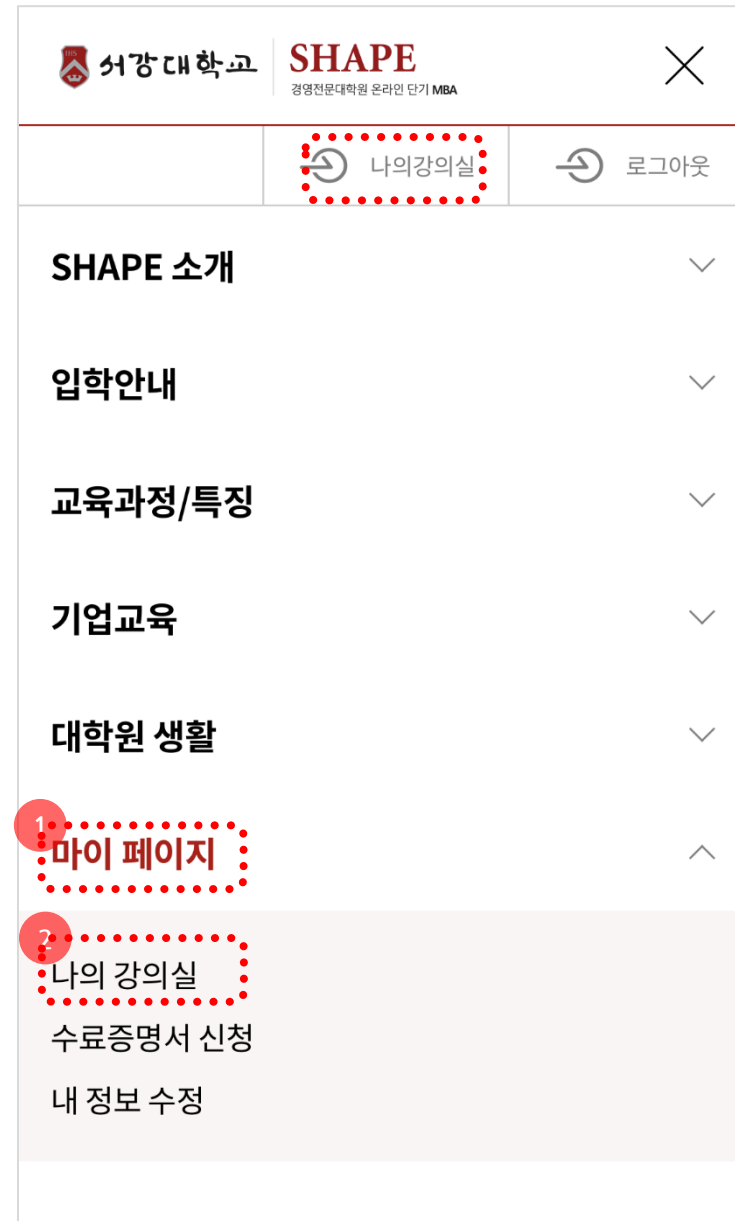 서강대학교
SHAPE
경영전문대학원 온라인 단기 MBA
나의강의실
로그아웃
SHAPE 소개
입학안내
교육과정/특징
기업교육
대학원 생활
1
마이 페이지
2
나의 강의실
수료증명서 신청
내 정보 수정